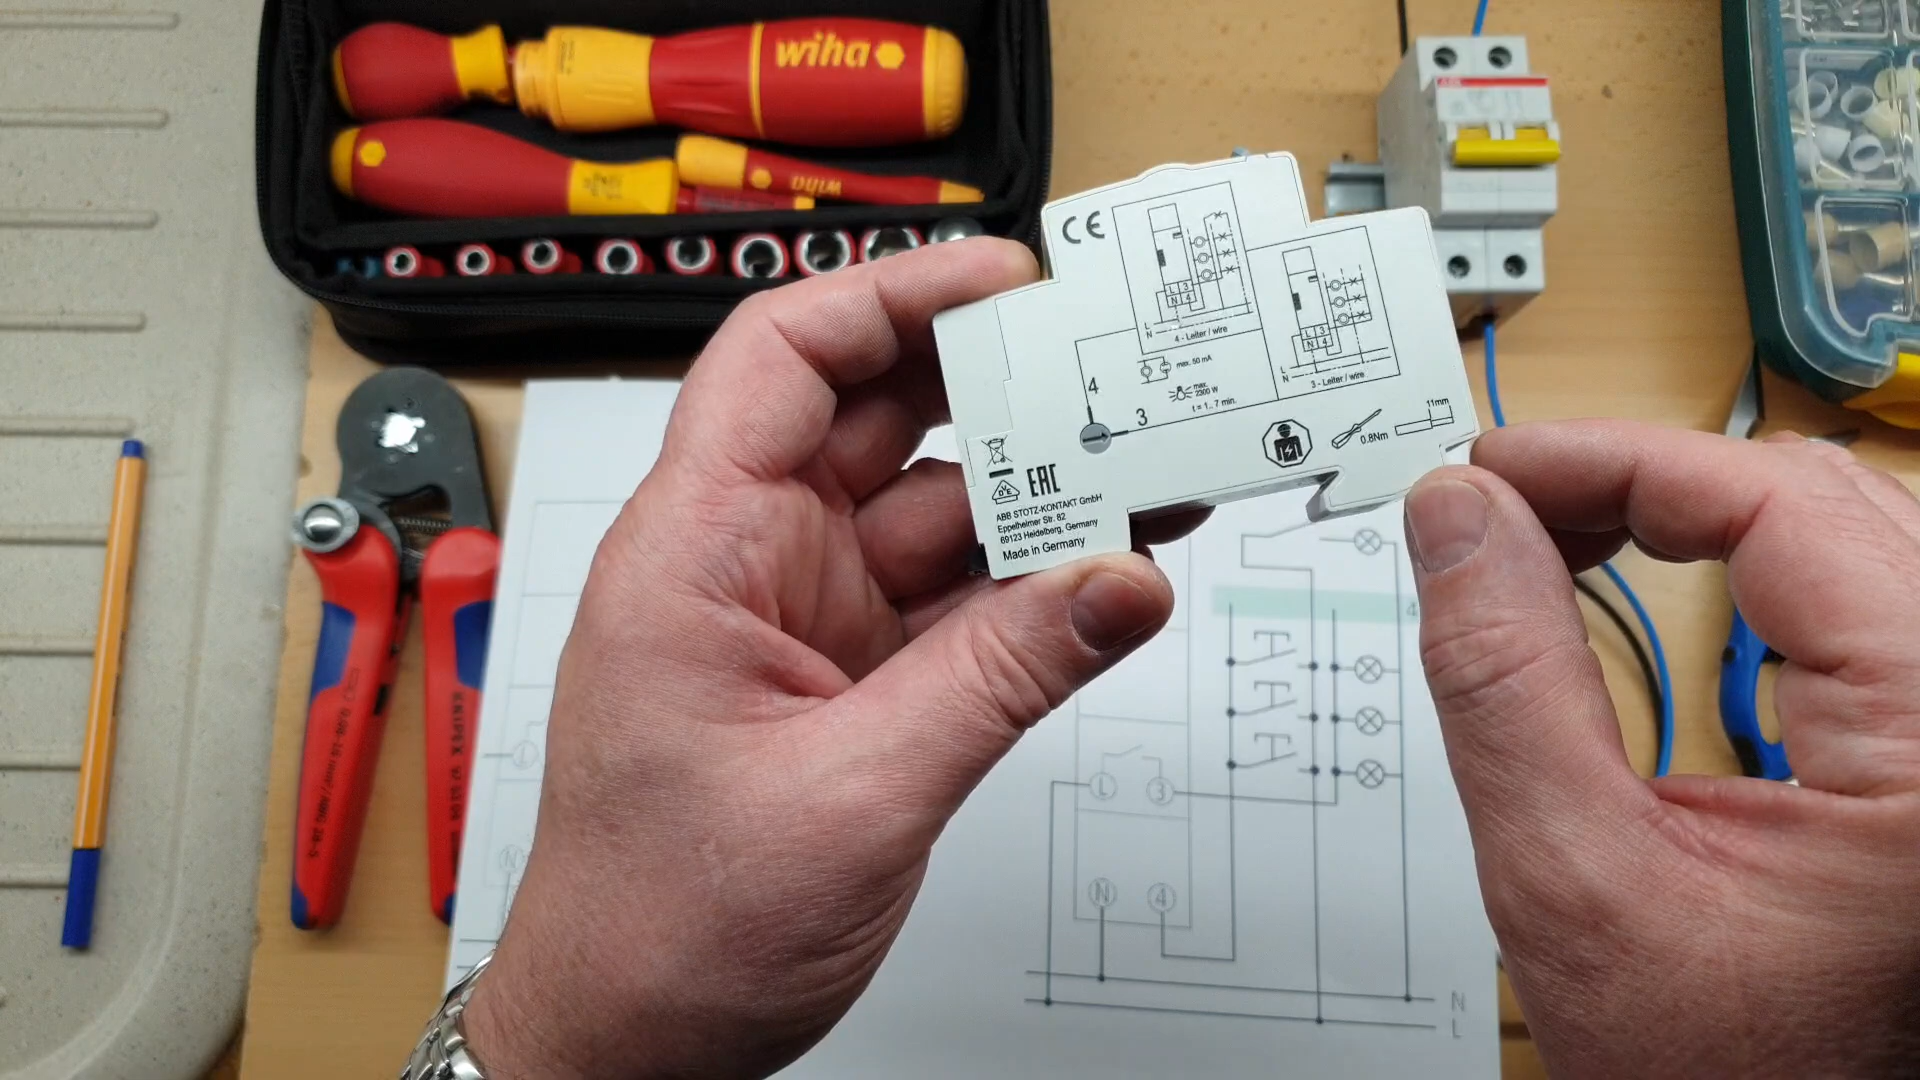 wiha
wiha
CE
L 3
N 4
L
N
4 - Leiter / wire
L 3
N 4
L
N
3 - Leiter / wire
max. 50 mA
max.
2300 W
t = 1.. 7 min.
4
3
11mm
0.8Nm
EAC
ABB STOTZ-KONTAKT GmbH
Eppelheimer Str. 82
69123 Heidelberg, Germany
Made in Germany
KNIPEX
4
L
3
N
4
N
L
N